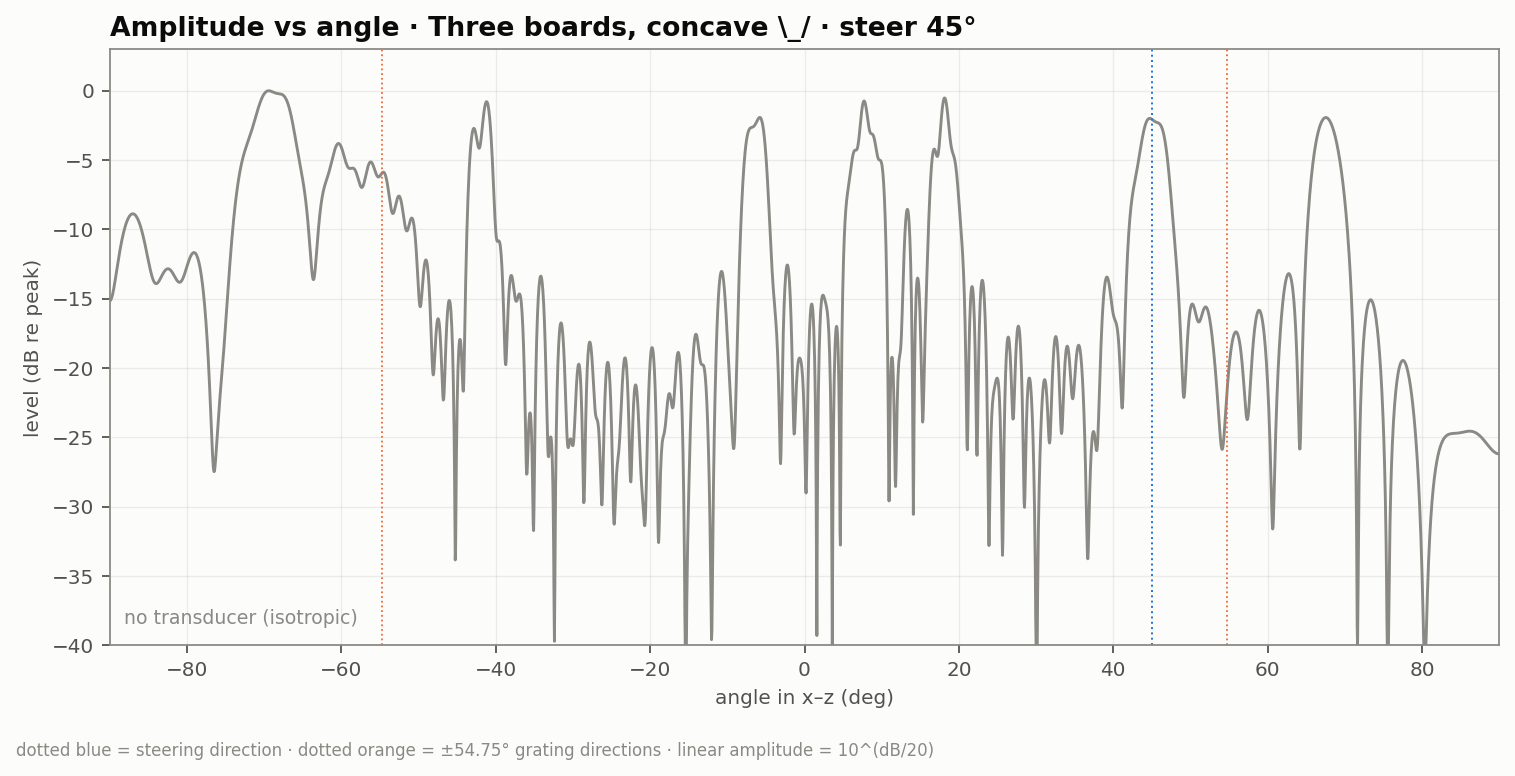 Amplitude vs angle · Three boards, concave \_/ · steer 45°
level (dB re peak)
0
−5
−10
−15
−20
−25
−30
−35
−40
no transducer (isotropic)
−80 −60 −40 −20 0 20 40 60 80
angle in x–z (deg)
dotted blue = steering direction · dotted orange = ±54.75° grating directions · linear amplitude = 10^(dB/20)